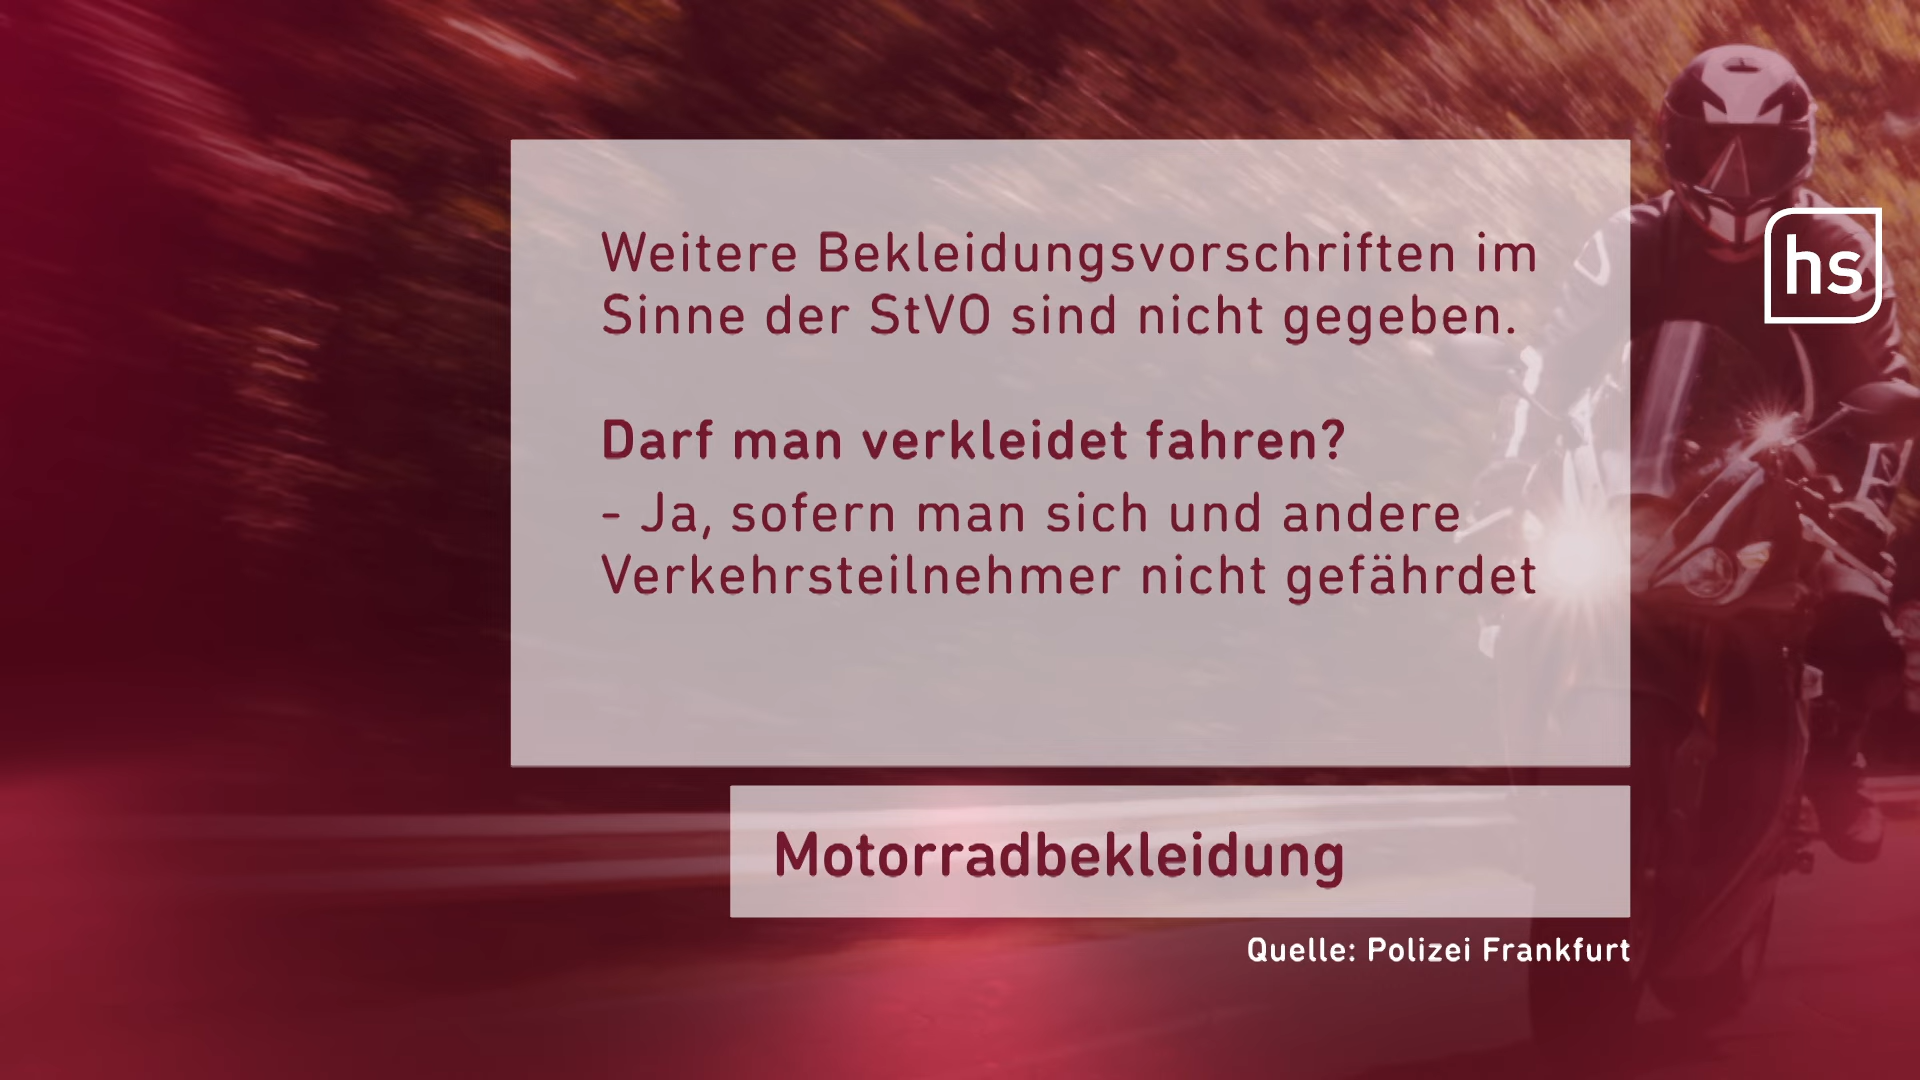 Weitere Bekleidungsvorschriften im
Sinne der StVO sind nicht gegeben.
Darf man verkleidet fahren?
- Ja, sofern man sich und andere
Verkehrsteilnehmer nicht gefährdet
hs
Motorradbekleidung
Quelle: Polizei Frankfurt